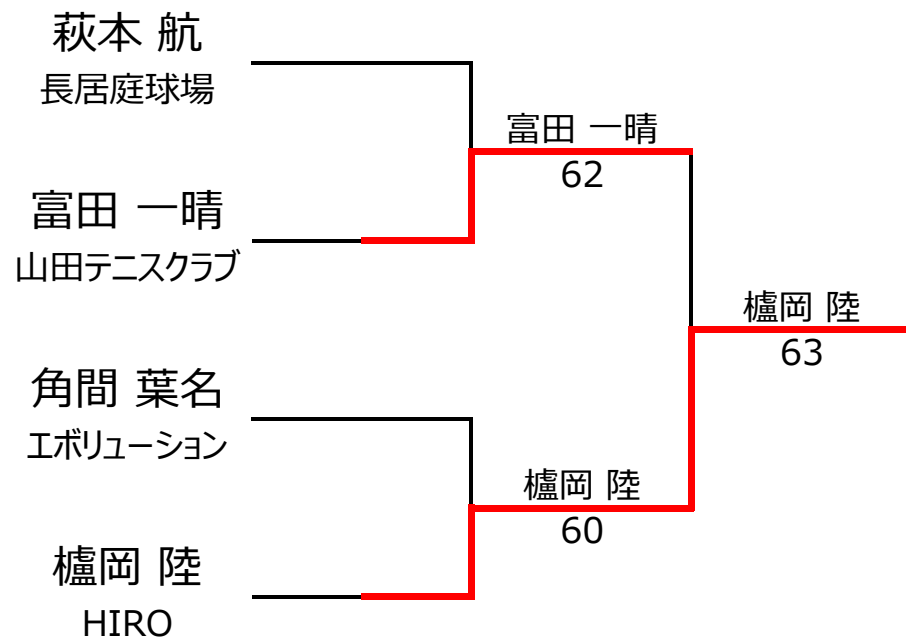 萩本 航
長居庭球場
富田 一晴
62
富田 一晴
山田テニスクラブ
櫨岡 陸
63
角間 葉名
エボリューション
櫨岡 陸
60
櫨岡 陸
HIRO